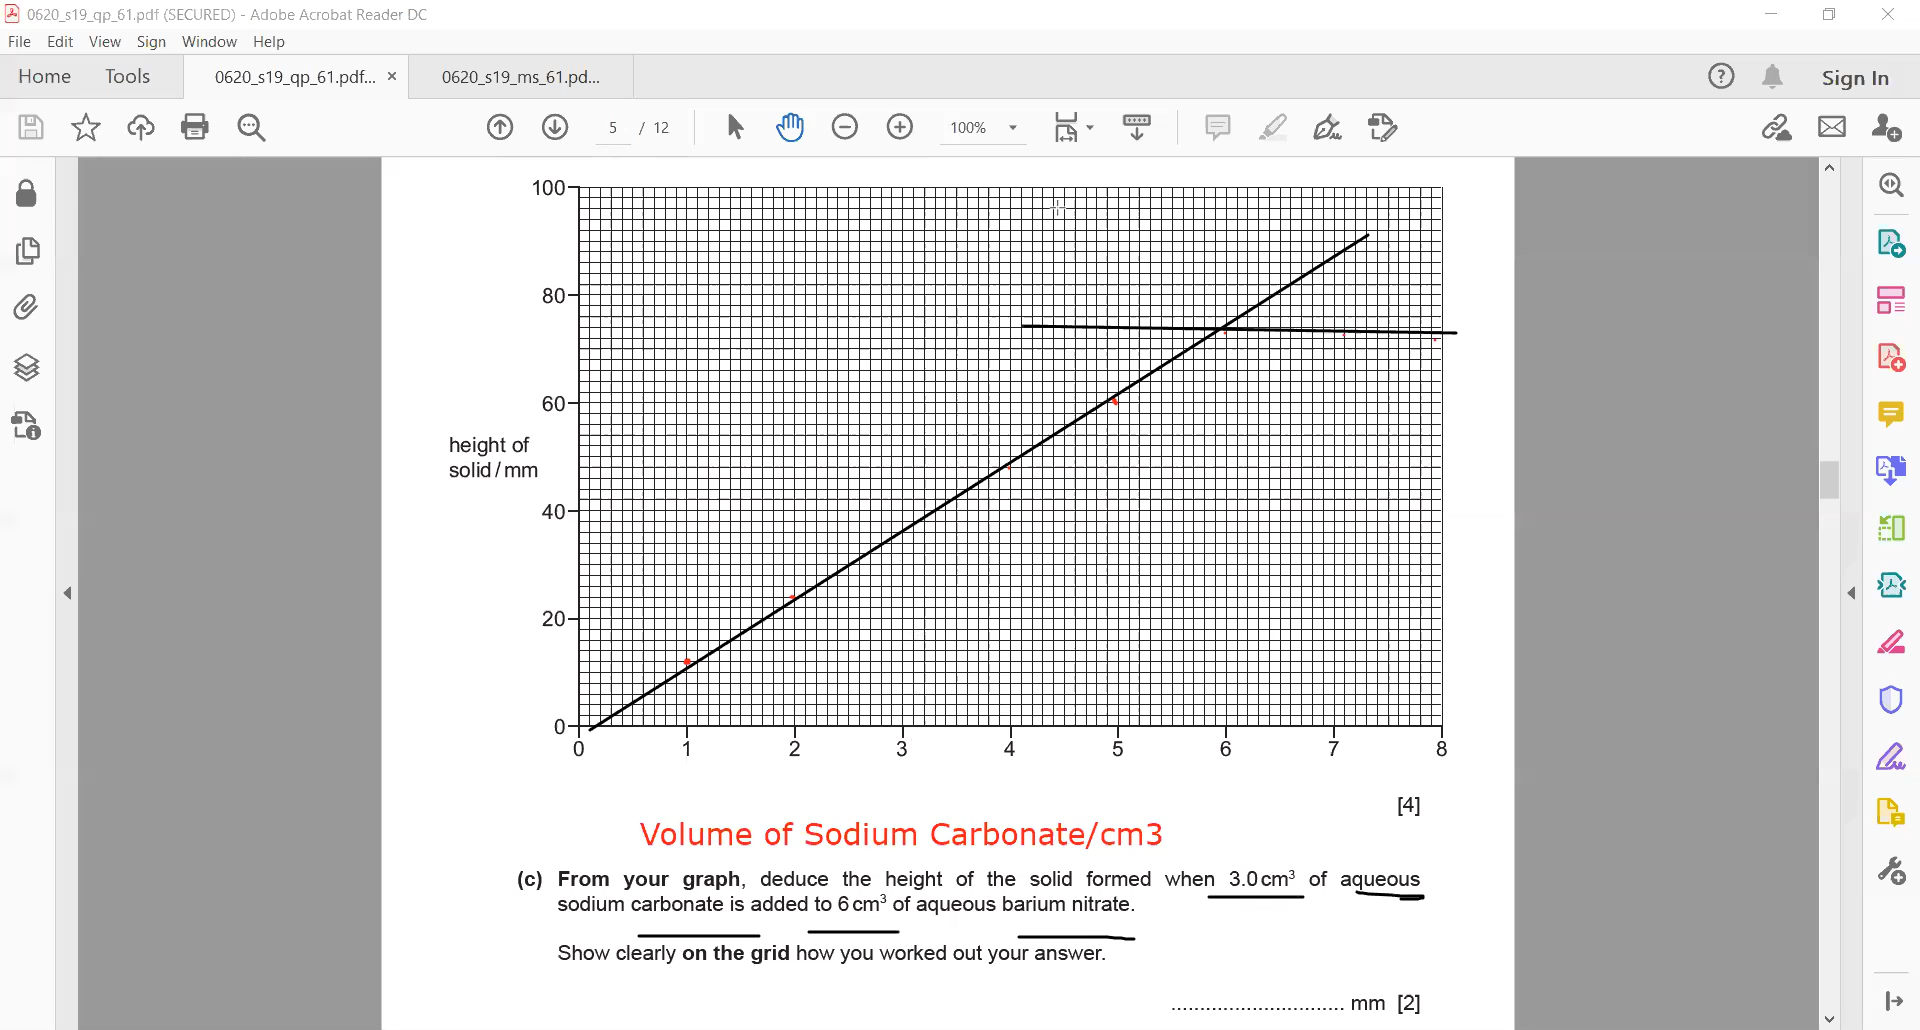 0620_s19_qp_61.pdf (SECURED) - Adobe Acrobat Reader DC
File Edit View Sign Window Help
Home Tools 0620_s19_qp_61.pdf... × 0620_s19_ms_61.pd... Sign In
5 / 12 100%
100
80
60
height of
solid / mm
40
20
0
0 1 2 3 4 5 6 7 8
[4]
Volume of Sodium Carbonate/cm3
(c) From your graph, deduce the height of the solid formed when 3.0 cm³ of aqueous
sodium carbonate is added to 6 cm³ of aqueous barium nitrate.
Show clearly on the grid how you worked out your answer.
.............................. mm [2]